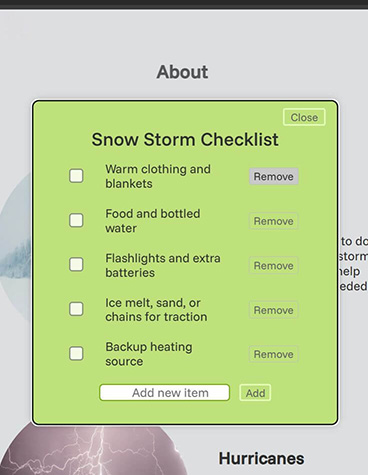 About
Close
Snow Storm Checklist
Warm clothing and
blankets
Remove
Food and bottled
water
Remove
Flashlights and extra
batteries
Remove
Ice melt, sand, or
chains for traction
Remove
Backup heating
source
Remove
Add new item
Add
to do
storm
help
eded
Hurricanes